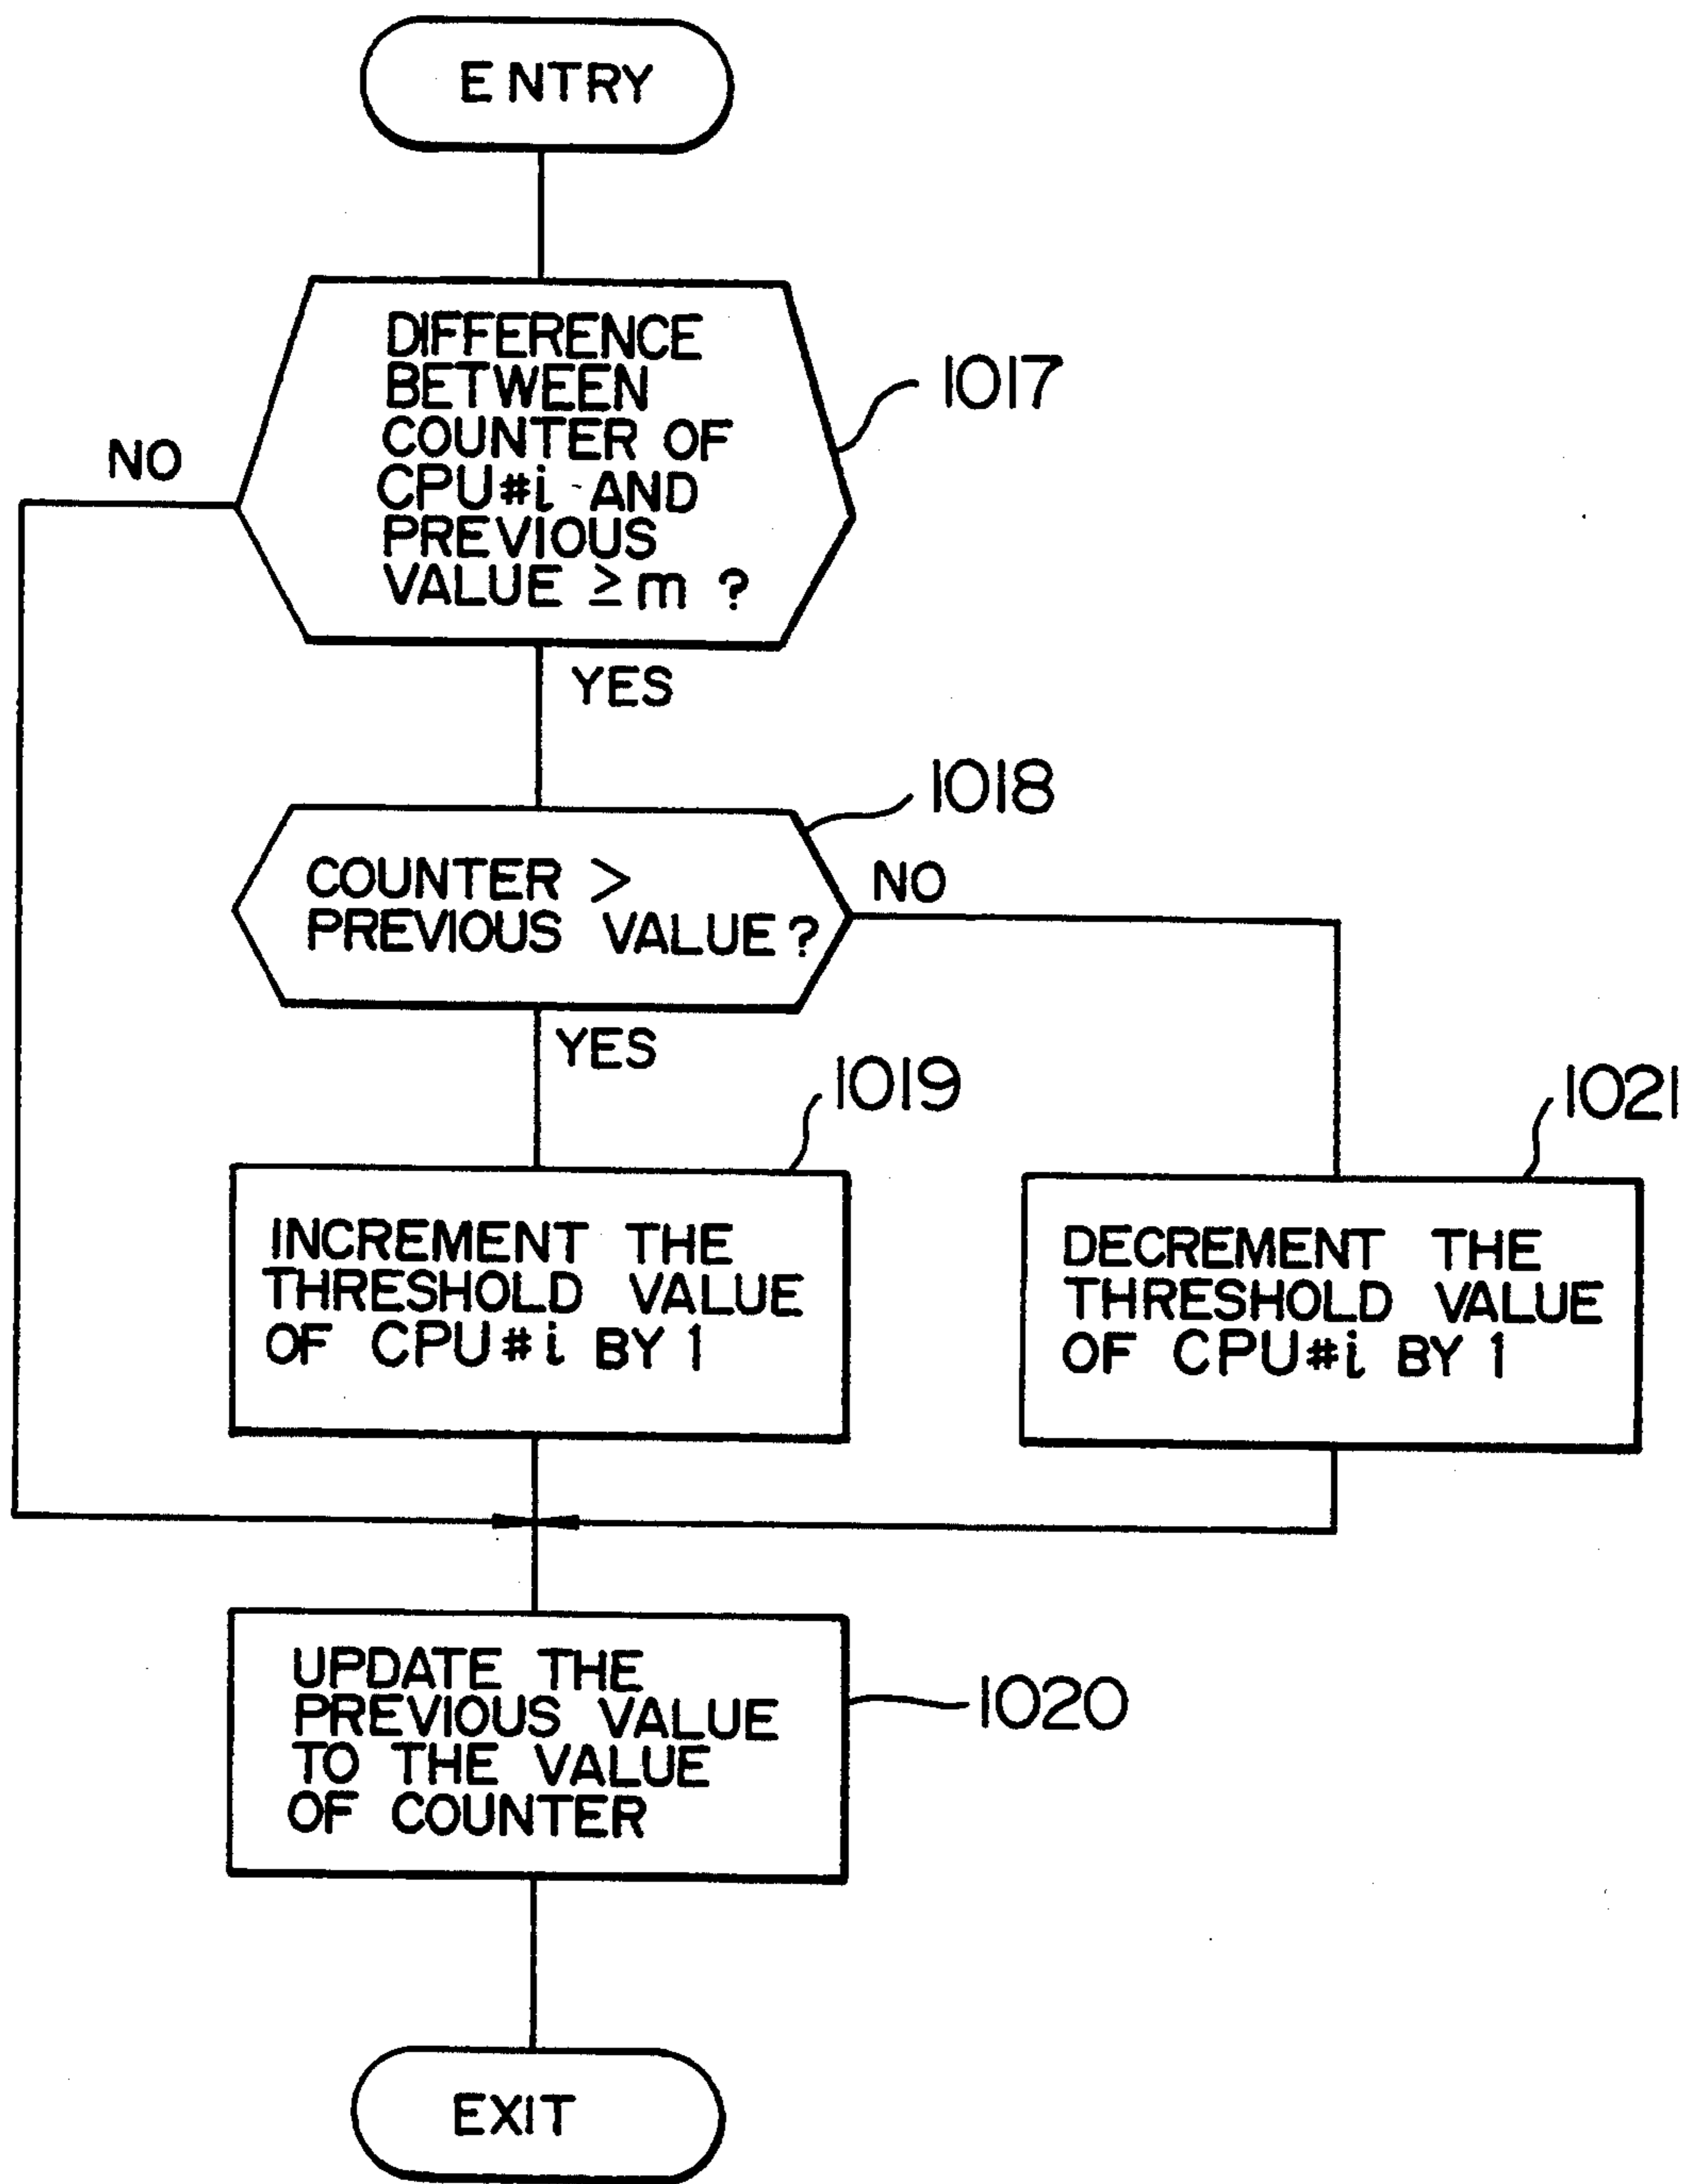 ENTRY
DIFFERENCE
BETWEEN
COUNTER OF
CPU#i AND
PREVIOUS
VALUE ≥ m ?
1017
NO
YES
1018
COUNTER >
PREVIOUS VALUE?
NO
YES
1019
1021
INCREMENT THE
THRESHOLD VALUE
OF CPU#i BY 1
DECREMENT THE
THRESHOLD VALUE
OF CPU#i BY 1
UPDATE THE
PREVIOUS VALUE
TO THE VALUE
OF COUNTER
1020
EXIT